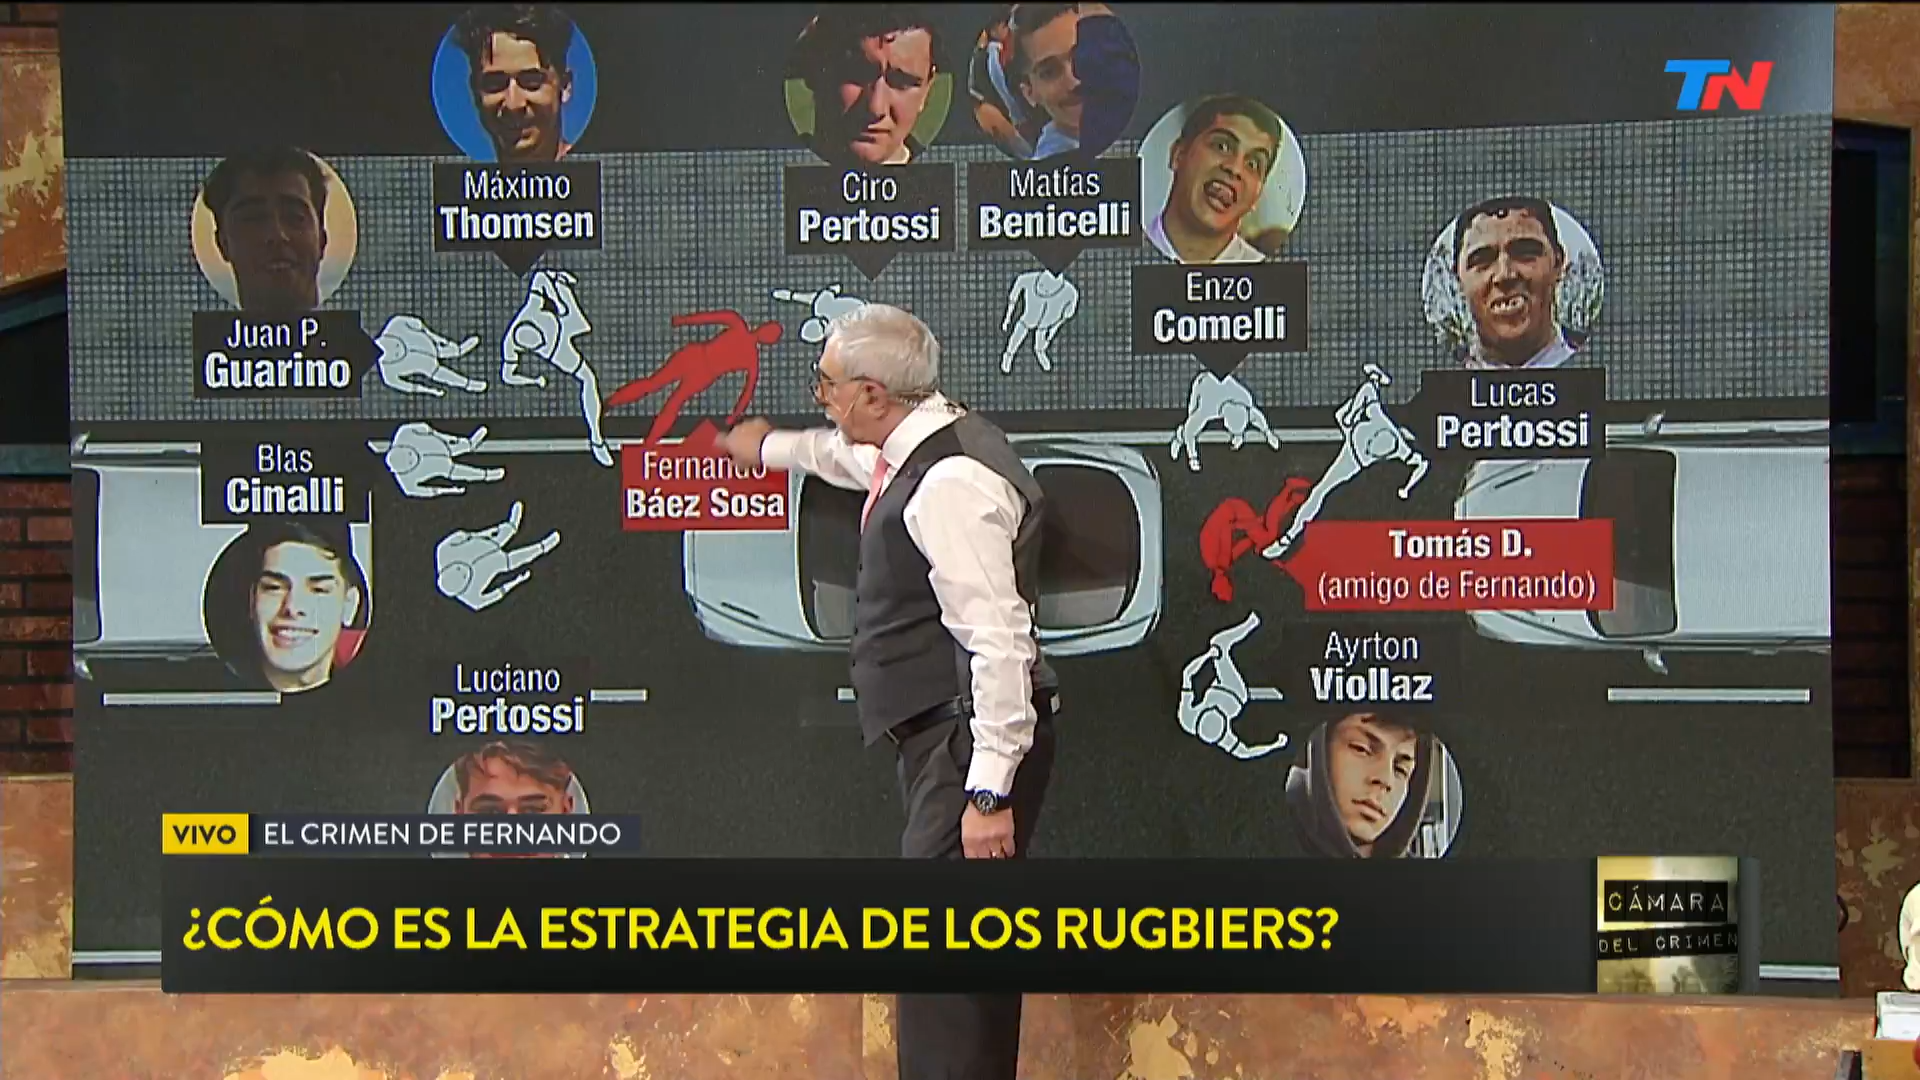 TN
Máximo
Thomsen
Ciro
Pertossi
Matías
Benicelli
Enzo
Comelli
Juan P.
Guarino
Lucas
Pertossi
Blas
Cinalli
Fernando
Báez Sosa
Tomás D.
(amigo de Fernando)
Luciano
Pertossi
Ayrton
Viollaz
VIVO EL CRIMEN DE FERNANDO
¿CÓMO ES LA ESTRATEGIA DE LOS RUGBIERS?
CÁMARA
DEL CRIMEN